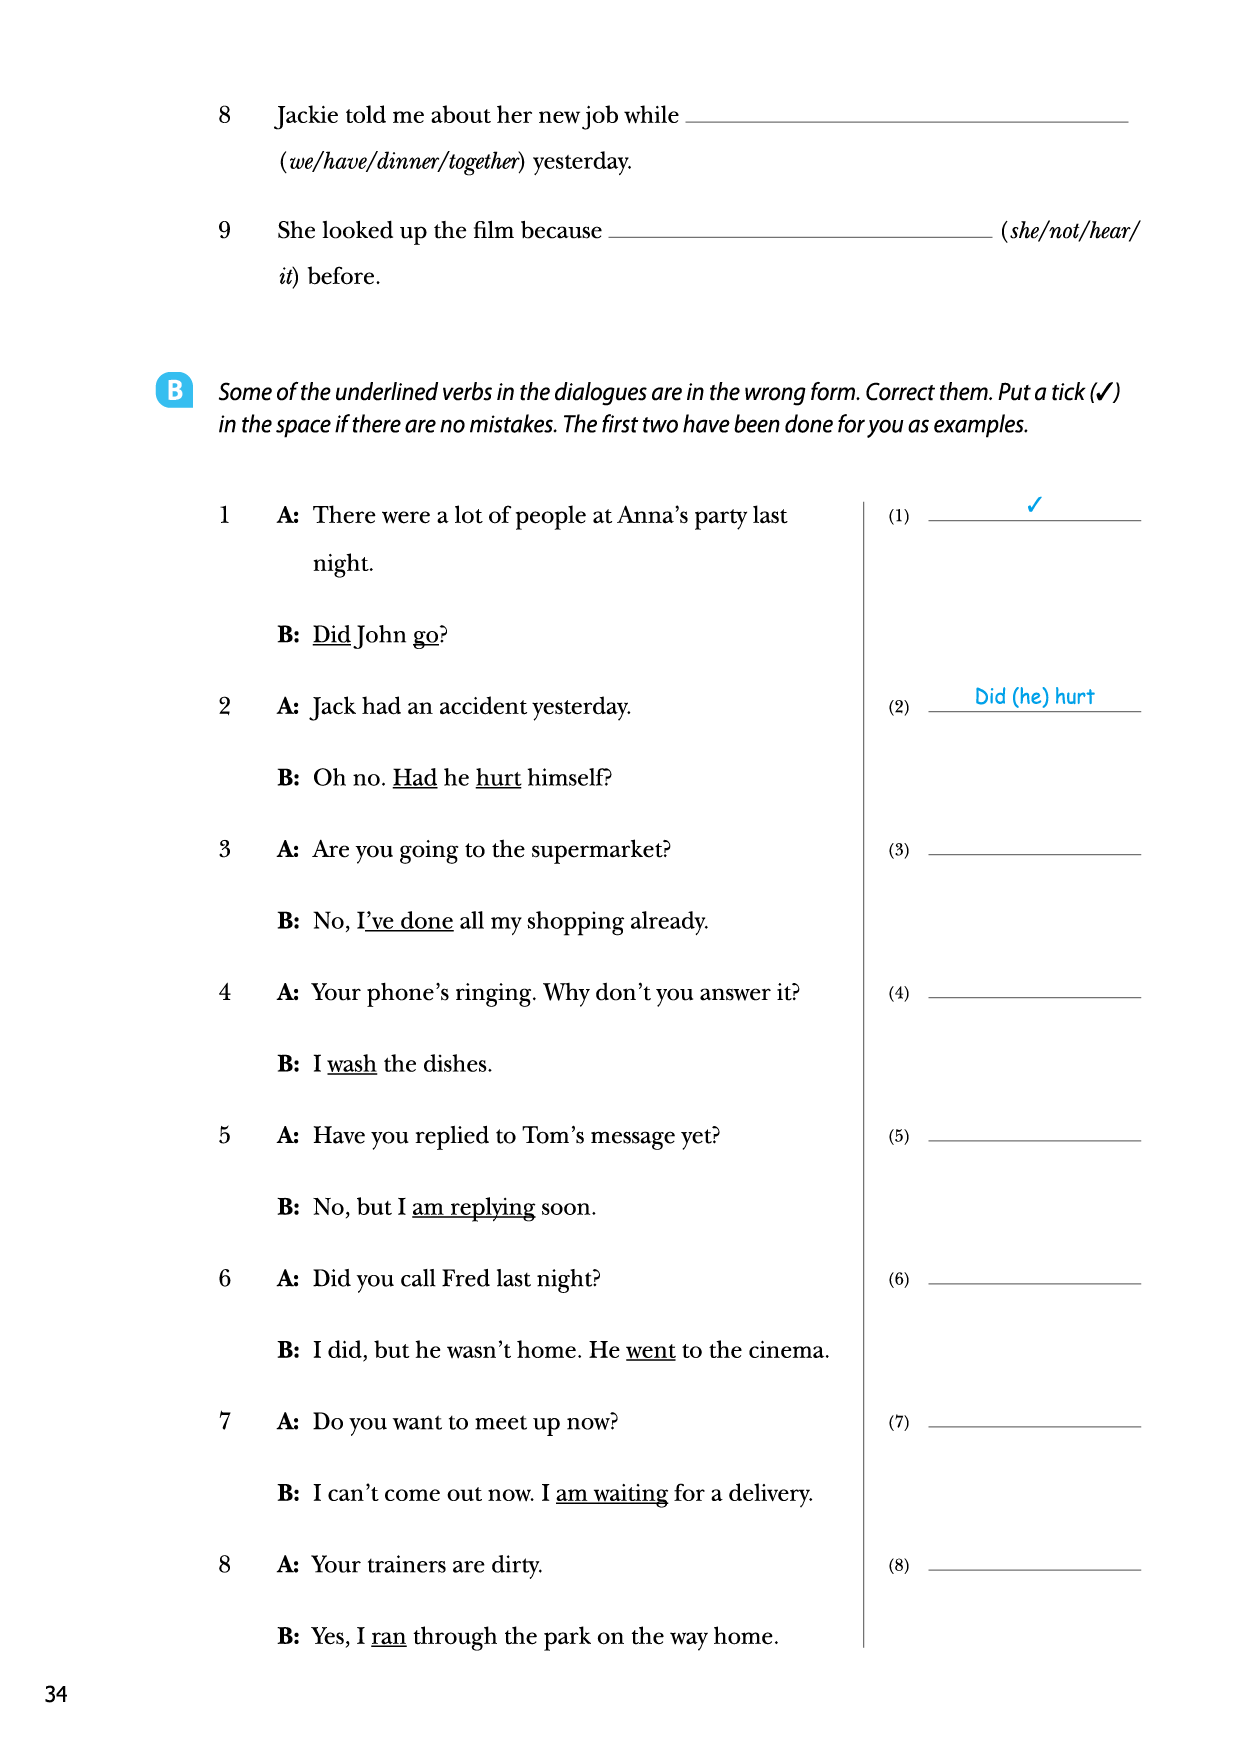 8 Jackie told me about her new job while
(we/have/dinner/together) yesterday.
9 She looked up the film because (she/not/hear/
it) before.
B Some of the underlined verbs in the dialogues are in the wrong form. Correct them. Put a tick (✓)
in the space if there are no mistakes. The first two have been done for you as examples.
1 A: There were a lot of people at Anna’s party last (1) ✓
night.
B: Did John go?
2 A: Jack had an accident yesterday. (2) Did (he) hurt
B: Oh no. Had he hurt himself?
3 A: Are you going to the supermarket? (3)
B: No, I’ve done all my shopping already.
4 A: Your phone’s ringing. Why don’t you answer it? (4)
B: I wash the dishes.
5 A: Have you replied to Tom’s message yet? (5)
B: No, but I am replying soon.
6 A: Did you call Fred last night? (6)
B: I did, but he wasn’t home. He went to the cinema.
7 A: Do you want to meet up now? (7)
B: I can’t come out now. I am waiting for a delivery.
8 A: Your trainers are dirty. (8)
B: Yes, I ran through the park on the way home.
34